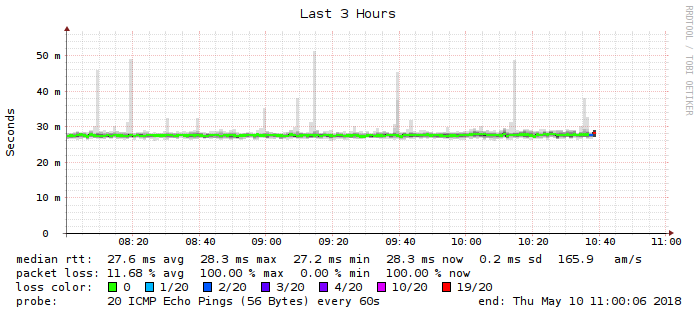 Last 3 Hours
RRDTOOL / TOBI OETIKER
Seconds
50 m
40 m
30 m
20 m
10 m
0
08:20 08:40 09:00 09:20 09:40 10:00 10:20 10:40 11:00
median rtt: 27.6 ms avg 28.3 ms max 27.2 ms min 28.3 ms now 0.2 ms sd 165.9 am/s
packet loss: 11.68 % avg 100.00 % max 0.00 % min 100.00 % now
loss color: 0 1/20 2/20 3/20 4/20 10/20 19/20
probe: 20 ICMP Echo Pings (56 Bytes) every 60s end: Thu May 10 11:00:06 2018